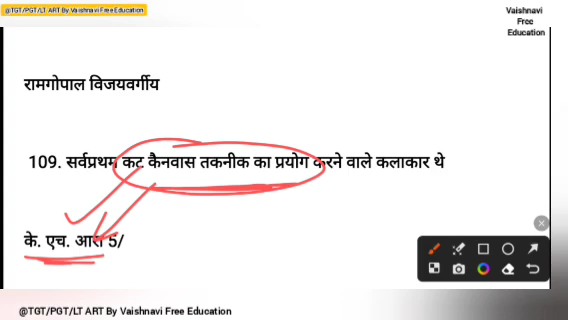 @TGT/PGT/LT ART By Vaishnavi Free Education
Vaishnavi
Free
Education
रामगोपाल विजयवर्गीय
109. सर्वप्रथम कट कैनवास तकनीक का प्रयोग करने वाले कलाकार थे
के. एच. आरा 5/
@TGT/PGT/LT ART By Vaishnavi Free Education